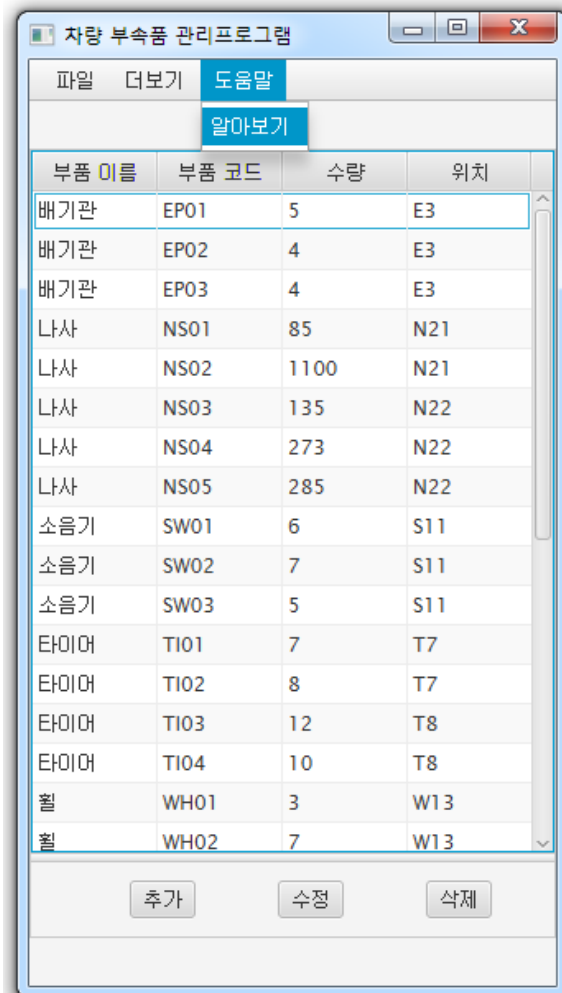 차량 부속품 관리프로그램
파일 더보기 도움말
알아보기
부품 이름 부품 코드 수량 위치
배기관 EP01 5 E3
배기관 EP02 4 E3
배기관 EP03 4 E3
나사 NS01 85 N21
나사 NS02 1100 N21
나사 NS03 135 N22
나사 NS04 273 N22
나사 NS05 285 N22
소음기 SW01 6 S11
소음기 SW02 7 S11
소음기 SW03 5 S11
타이어 TI01 7 T7
타이어 TI02 8 T7
타이어 TI03 12 T8
타이어 TI04 10 T8
휠 WH01 3 W13
휠 WH02 7 W13
추가 수정 삭제